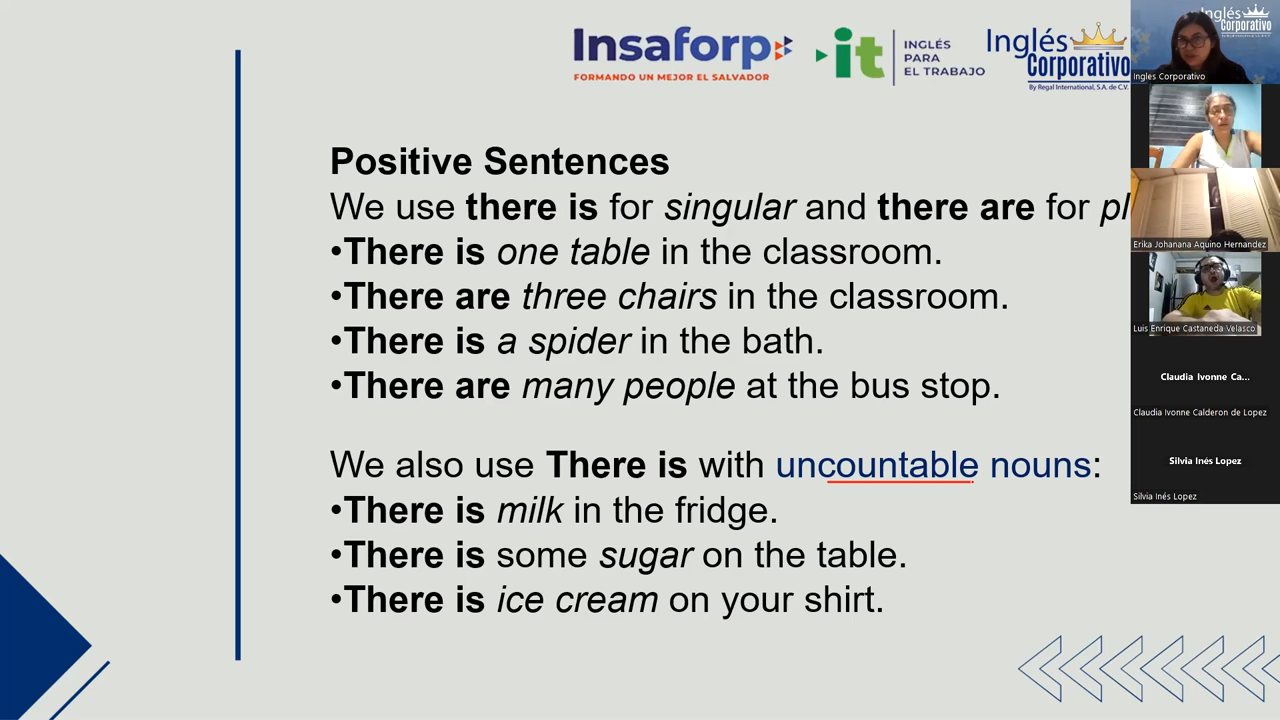 Insaforp
FORMANDO UN MEJOR EL SALVADOR
it
INGLÉS
PARA
EL TRABAJO
Inglés
Corporativo
By Regal International, S.A. de C.V.
Inglés
Corporativo
Ingles Corporativo
Positive Sentences
We use there is for singular and there are for pl
•There is one table in the classroom.
•There are three chairs in the classroom.
•There is a spider in the bath.
•There are many people at the bus stop.
We also use There is with uncountable nouns:
•There is milk in the fridge.
•There is some sugar on the table.
•There is ice cream on your shirt.
Erika Johanana Aquino Hernandez
Luis Enrique Castaneda Velasco
Claudia Ivonne Ca...
Claudia Ivonne Calderon de Lopez
Silvia Inés Lopez
Silvia Inés Lopez